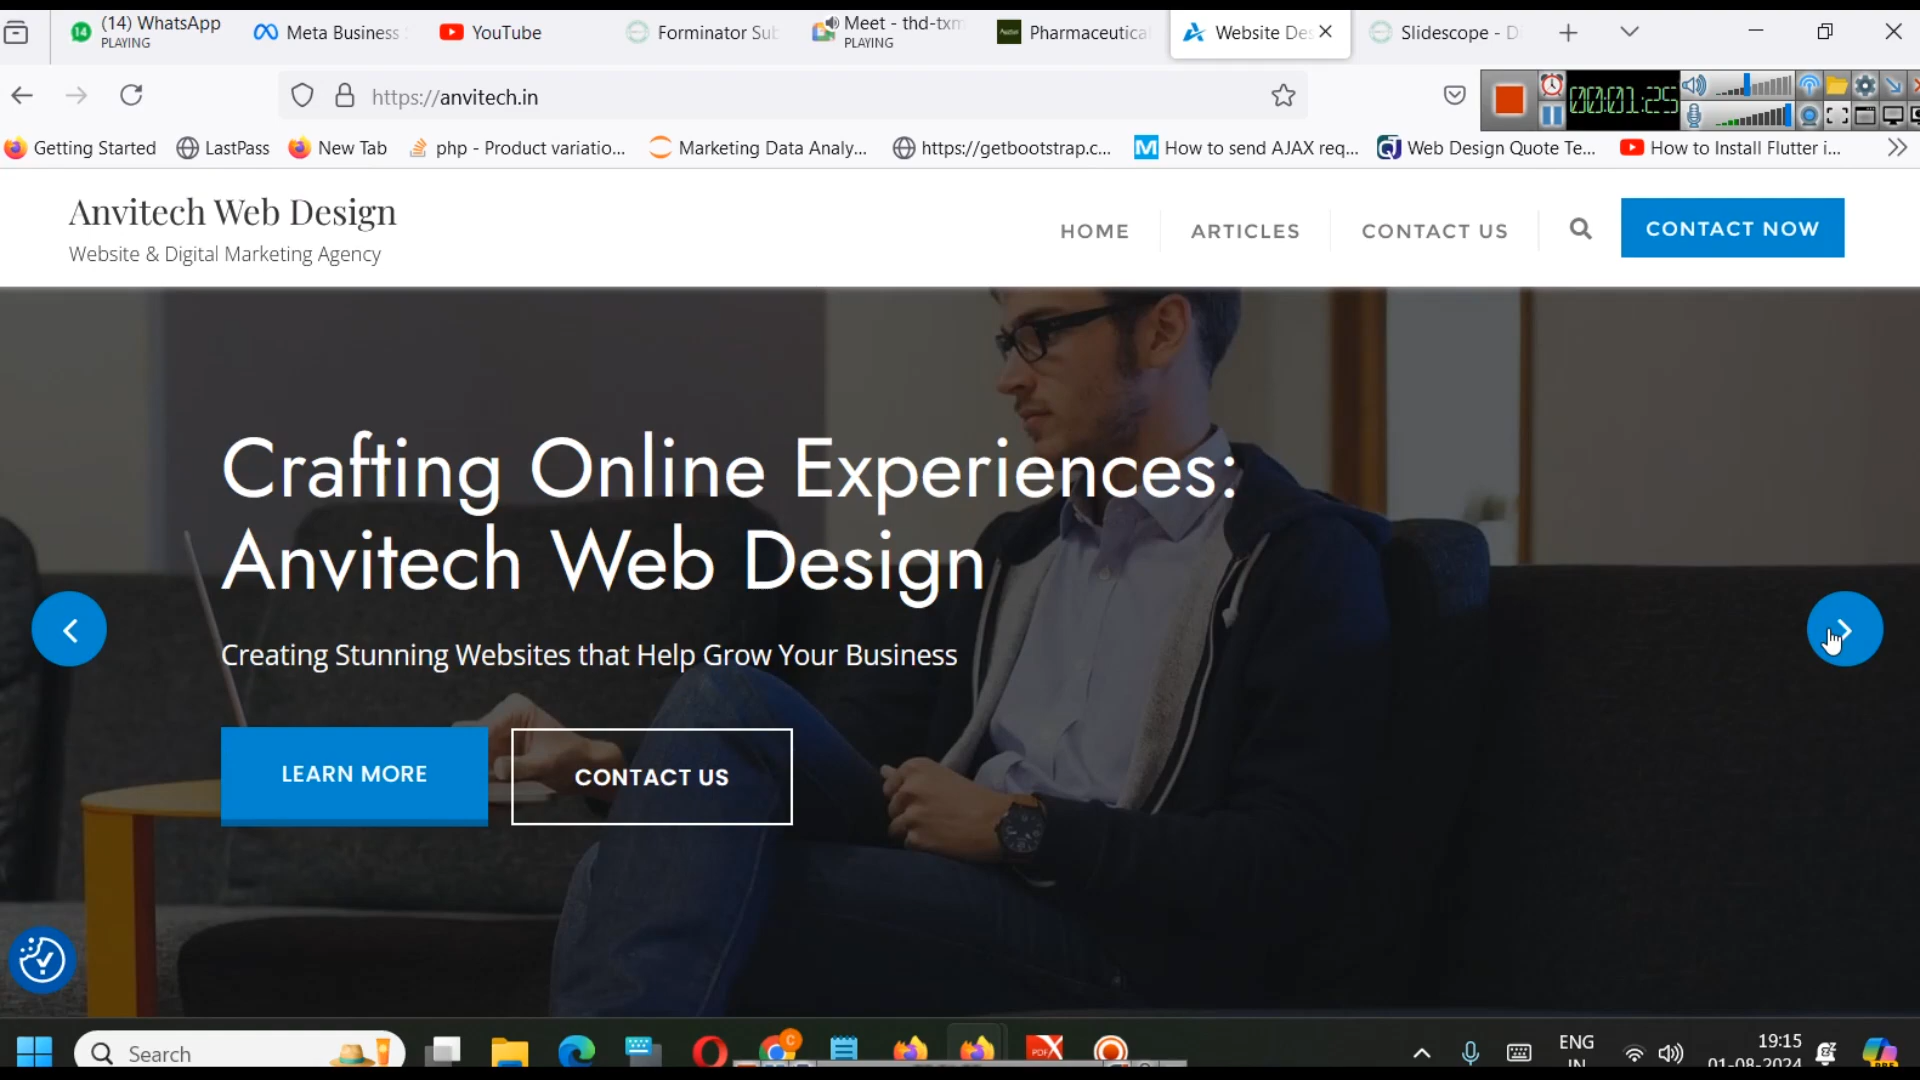 (14) WhatsApp
PLAYING
Meta Business
YouTube
Forminator Sub
Meet - thd-txm
PLAYING
Pharmaceutica
Website Des
Slidescope - D
https://anvitech.in
00:01:25
Getting Started
LastPass
New Tab
php - Product variatio...
Marketing Data Analy...
https://getbootstrap.c...
How to send AJAX req...
Web Design Quote Te...
How to Install Flutter i...
Anvitech Web Design
Website & Digital Marketing Agency
HOME
ARTICLES
CONTACT US
CONTACT NOW
Crafting Online Experiences:
Anvitech Web Design
Creating Stunning Websites that Help Grow Your Business
LEARN MORE
CONTACT US
Search
ENG
IN
19:15
01-08-2024